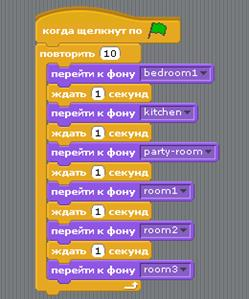 когда щелкнут по
повторить 10
перейти к фону bedroom1
ждать 1 секунд
перейти к фону kitchen
ждать 1 секунд
перейти к фону party-room
ждать 1 секунд
перейти к фону room1
ждать 1 секунд
перейти к фону room2
ждать 1 секунд
перейти к фону room3